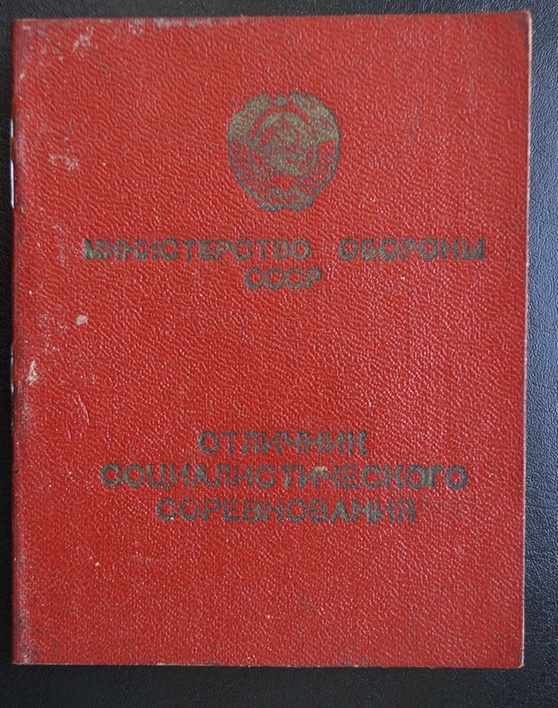 МИНИСТЕРСТВО ОБОРОНЫ
СССР
ОТЛИЧНИК
СОЦИАЛИСТИЧЕСКОГО
СОРЕВНОВАНИЯ